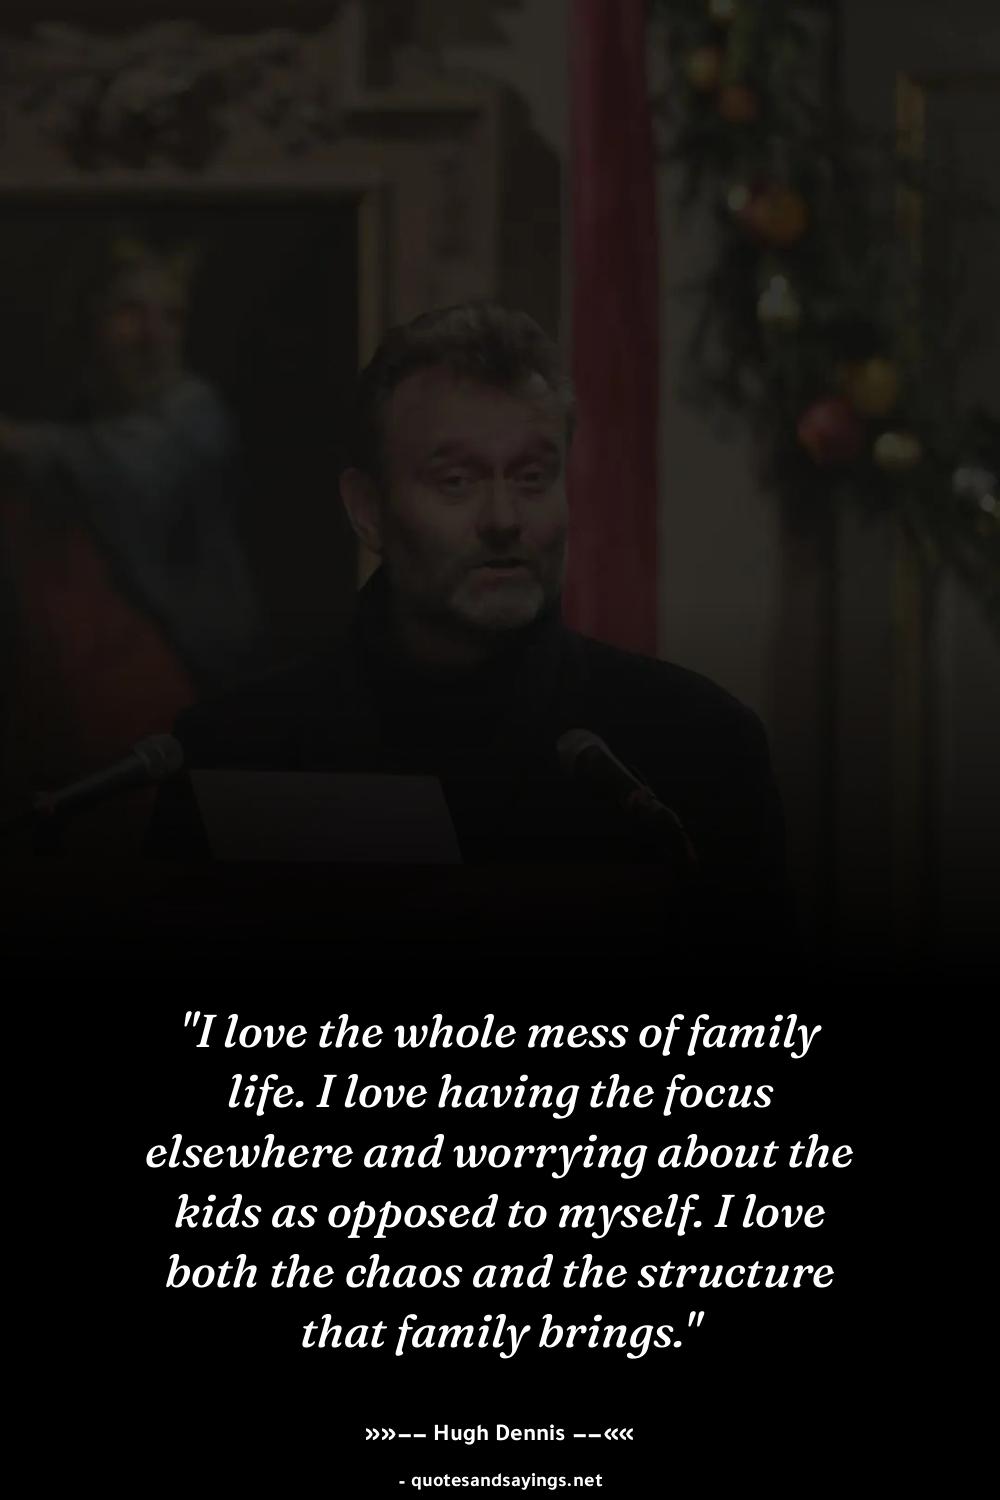 "I love the whole mess of family
life. I love having the focus
elsewhere and worrying about the
kids as opposed to myself. I love
both the chaos and the structure
that family brings."
»»–– Hugh Dennis ––««
- quotesandsayings.net